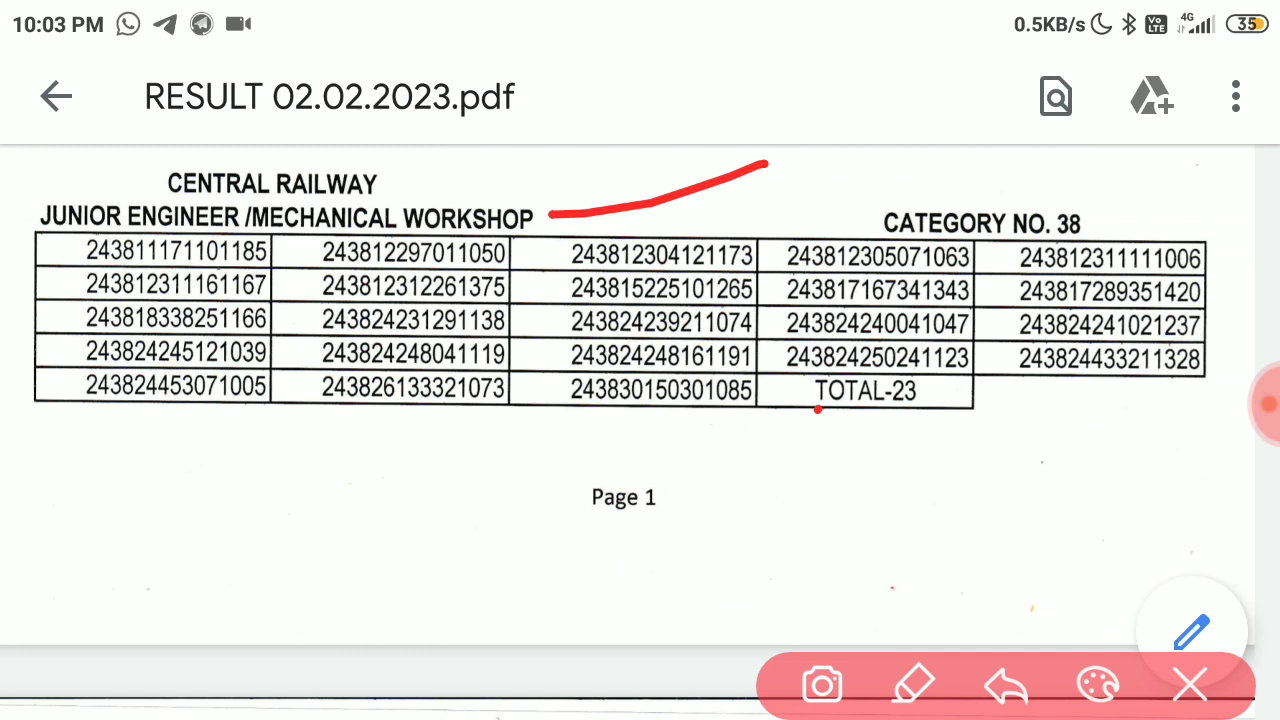 10:03 PM 0.5KB/s Vo LTE 4G 35
RESULT 02.02.2023.pdf
CENTRAL RAILWAY
JUNIOR ENGINEER /MECHANICAL WORKSHOP CATEGORY NO. 38
243811171101185 243812297011050 243812304121173 243812305071063 243812311111006
243812311161167 243812312261375 243815225101265 243817167341343 243817289351420
243818338251166 243824231291138 243824239211074 243824240041047 243824241021237
243824245121039 243824248041119 243824248161191 243824250241123 243824433211328
243824453071005 243826133321073 243830150301085 TOTAL-23
Page 1